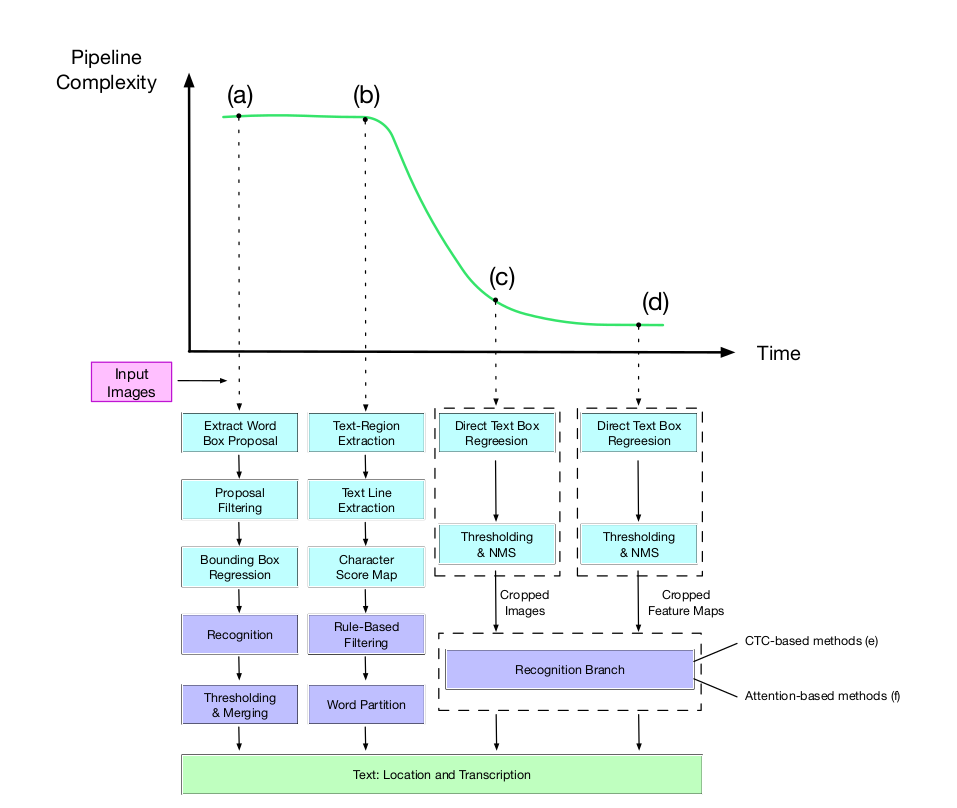 Pipeline
Complexity
(a)
(b)
(c)
(d)
Time
Input
Images
Extract Word
Box Proposal
Text-Region
Extraction
Direct Text Box
Regreesion
Direct Text Box
Regreesion
Proposal
Filtering
Text Line
Extraction
Thresholding
& NMS
Thresholding
& NMS
Bounding Box
Regression
Character
Score Map
Cropped
Images
Cropped
Feature Maps
Recognition
Rule-Based
Filtering
Recognition Branch
CTC-based methods (e)
Attention-based methods (f)
Thresholding
& Merging
Word Partition
Text: Location and Transcription